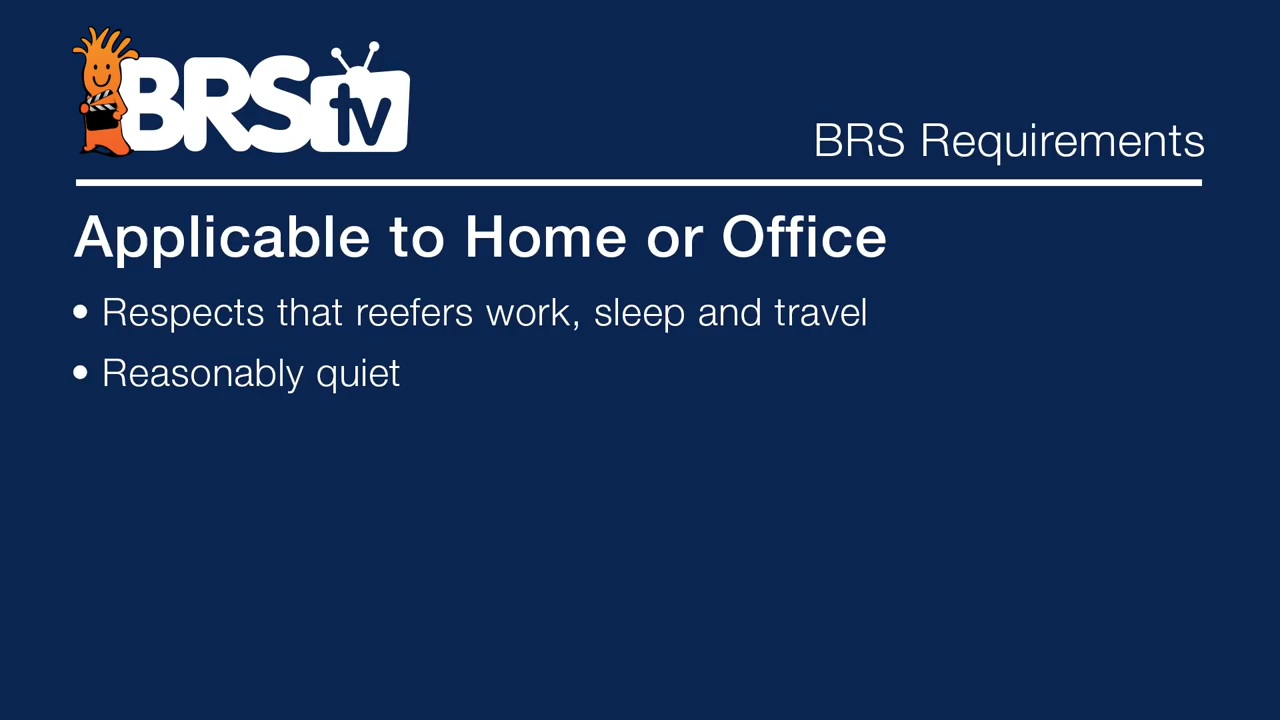 BRStv
BRS Requirements
Applicable to Home or Office
• Respects that reefers work, sleep and travel
• Reasonably quiet